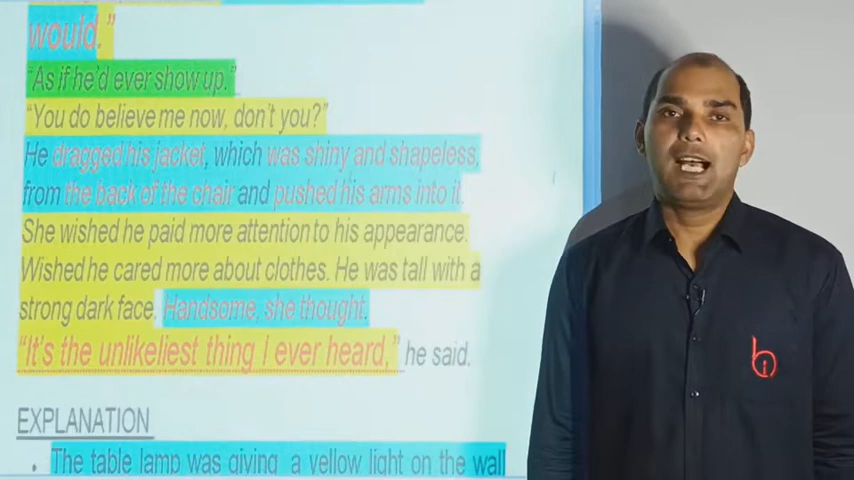 would."
"As if he'd ever show up."
"You do believe me now, don't you?"
He dragged his jacket, which was shiny and shapeless,
from the back of the chair and pushed his arms into it.
She wished he paid more attention to his appearance.
Wished he cared more about clothes. He was tall with a
strong dark face. Handsome, she thought.
"It's the unlikeliest thing I ever heard," he said.
EXPLANATION
• The table lamp was giving a yellow light on the wall